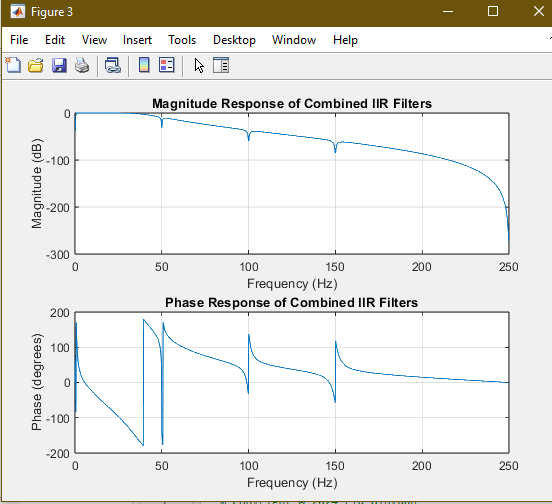 Figure 3
File Edit View Insert Tools Desktop Window Help
Magnitude Response of Combined IIR Filters
Magnitude (dB)
0
-100
-200
-300
0 50 100 150 200 250
Frequency (Hz)
Phase Response of Combined IIR Filters
Phase (degrees)
200
100
0
-100
-200
0 50 100 150 200 250
Frequency (Hz)